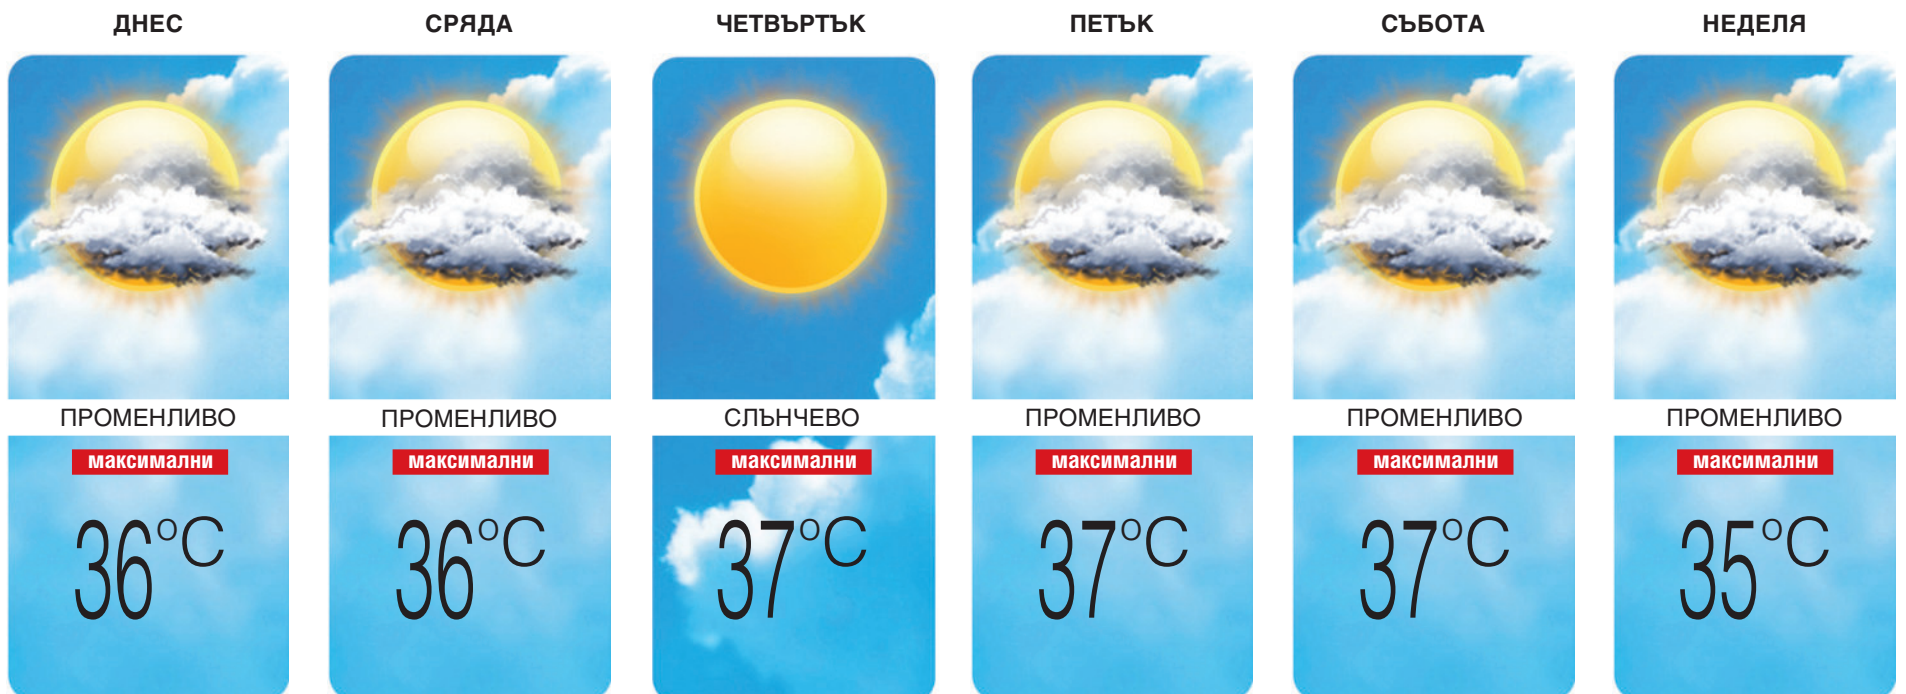 ДНЕС
ПРОМЕНЛИВО
максимални
36°C
СРЯДА
ПРОМЕНЛИВО
максимални
36°C
ЧЕТВЪРТЪК
СЛЪНЧЕВО
максимални
37°C
ПЕТЪК
ПРОМЕНЛИВО
максимални
37°C
СЪБОТА
ПРОМЕНЛИВО
максимални
37°C
НЕДЕЛЯ
ПРОМЕНЛИВО
максимални
35°C